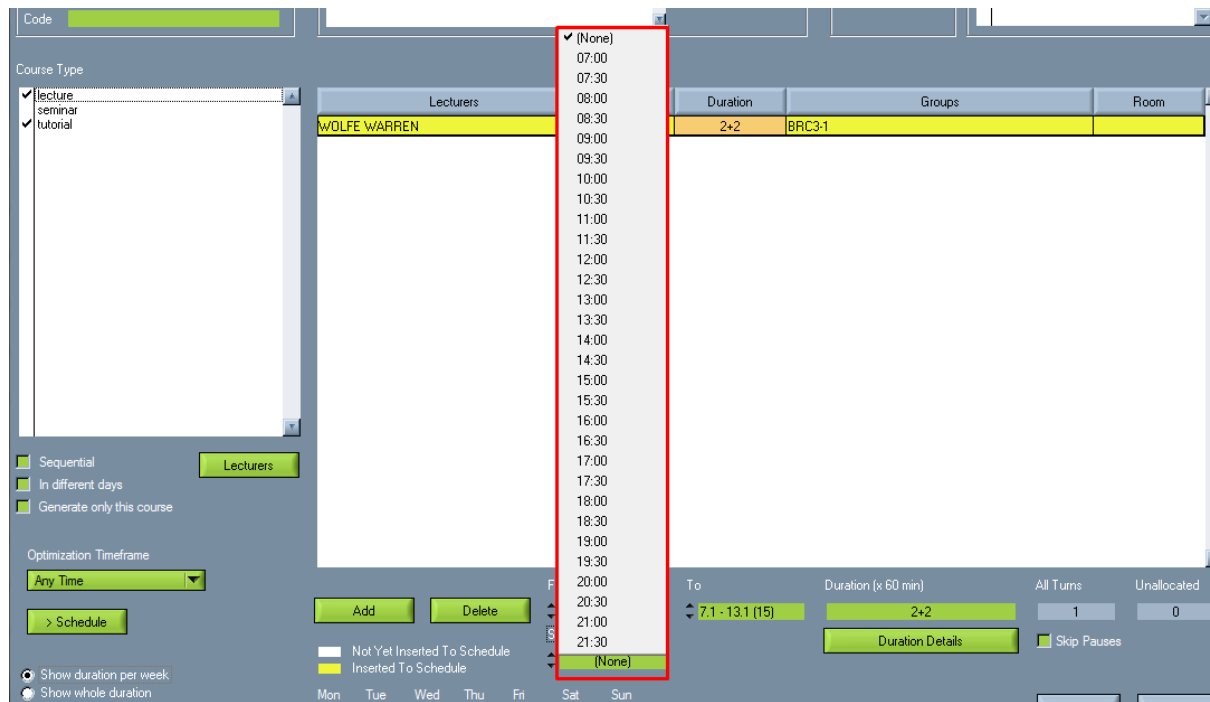 Code
Course Type
lecture
seminar
tutorial
Sequential
In different days
Generate only this course
Lecturers
Optimization Timeframe
Any Time
> Schedule
Show duration per week
Show whole duration
Lecturers
Duration
Groups
Room
WOLFE WARREN
2+2
BRC3-1
(None)
07:00
07:30
08:00
08:30
09:00
09:30
10:00
10:30
11:00
11:30
12:00
12:30
13:00
13:30
14:00
14:30
15:00
15:30
16:00
16:30
17:00
17:30
18:00
18:30
19:00
19:30
20:00
20:30
21:00
21:30
(None)
Add
Delete
Not Yet Inserted To Schedule
Inserted To Schedule
Mon Tue Wed Thu Fri Sat Sun
To
7.1 - 13.1 (15)
Duration (x 60 min)
2+2
Duration Details
All Turns
1
Unallocated
0
Skip Pauses